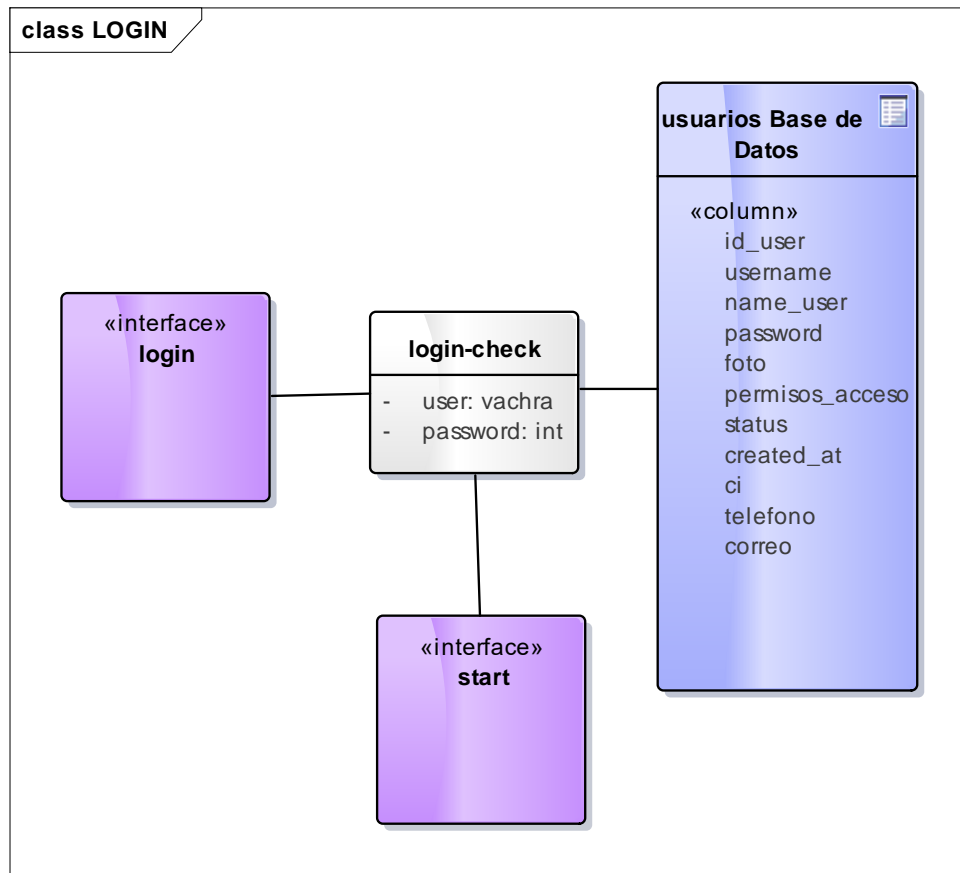 class LOGIN
«interface»
login
login-check
- user: vachra
- password: int
usuarios Base de
Datos
«column»
id_user
username
name_user
password
foto
permisos_acceso
status
created_at
ci
telefono
correo
«interface»
start